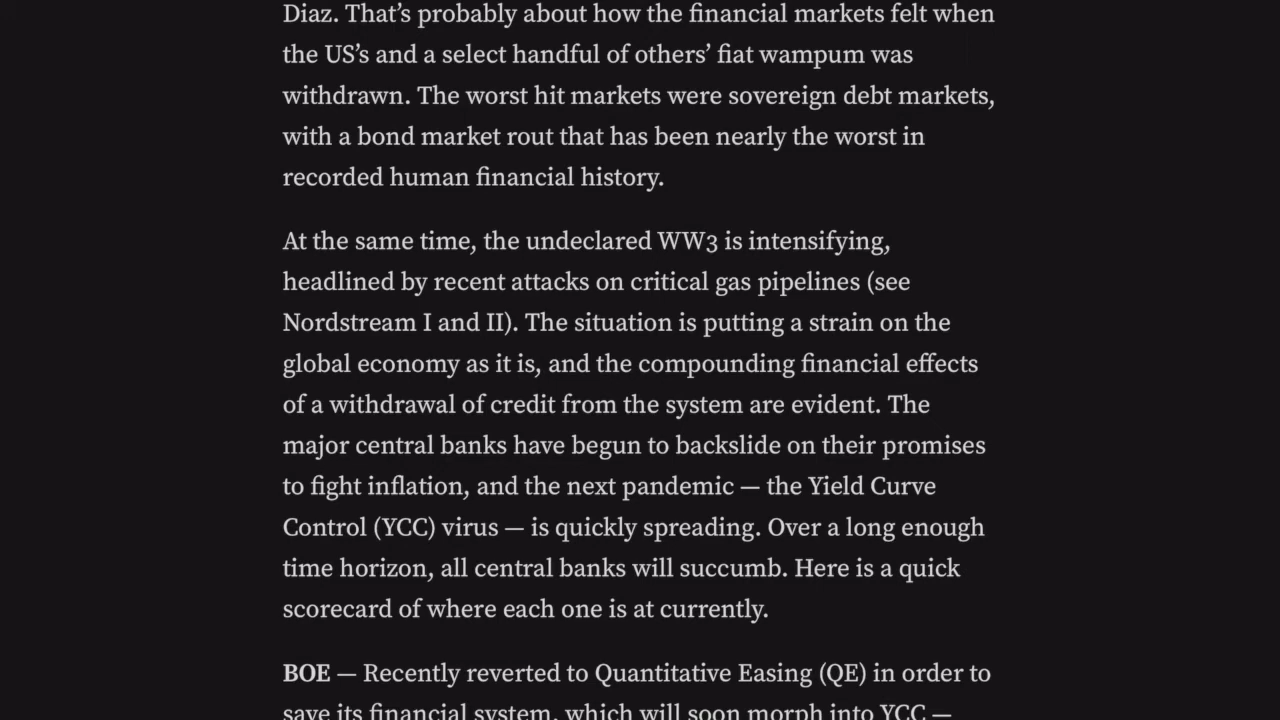 Diaz. That’s probably about how the financial markets felt when
the US’s and a select handful of others’ fiat wampum was
withdrawn. The worst hit markets were sovereign debt markets,
with a bond market rout that has been nearly the worst in
recorded human financial history.
At the same time, the undeclared WW3 is intensifying,
headlined by recent attacks on critical gas pipelines (see
Nordstream I and II). The situation is putting a strain on the
global economy as it is, and the compounding financial effects
of a withdrawal of credit from the system are evident. The
major central banks have begun to backslide on their promises
to fight inflation, and the next pandemic — the Yield Curve
Control (YCC) virus — is quickly spreading. Over a long enough
time horizon, all central banks will succumb. Here is a quick
scorecard of where each one is at currently.
BOE — Recently reverted to Quantitative Easing (QE) in order to
save its financial system, which will soon morph into YCC —